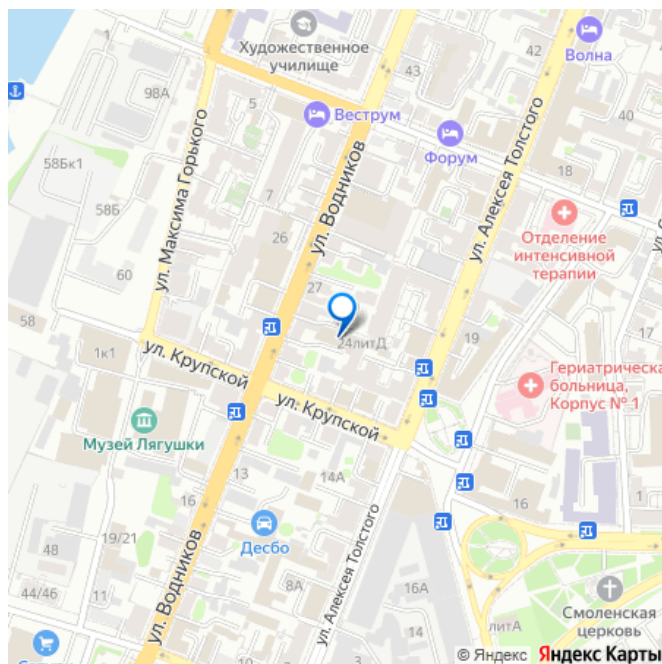 Художественное
училище
42
Волна
98А
43
5
Веструм
40
ул. Максима Горького
58Бк1
7
Форум
18
ул. Водников
ул. Алексея Толстого
58Б
7
26
Отделение
интенсивной
терапии
60
27
58
24литД
19
1к1
ул. Крупской
Гериатрическа
больница,
Корпус № 1
ул. Крупской
Музей Лягушки
13
14А
16
16
19/21
Десбо
48
ул. Водников
ул. Алексея Толстого
11
8А
16А
44/46
Смоленская
церковь
литА
1
© Яндекс Яндекс Карты